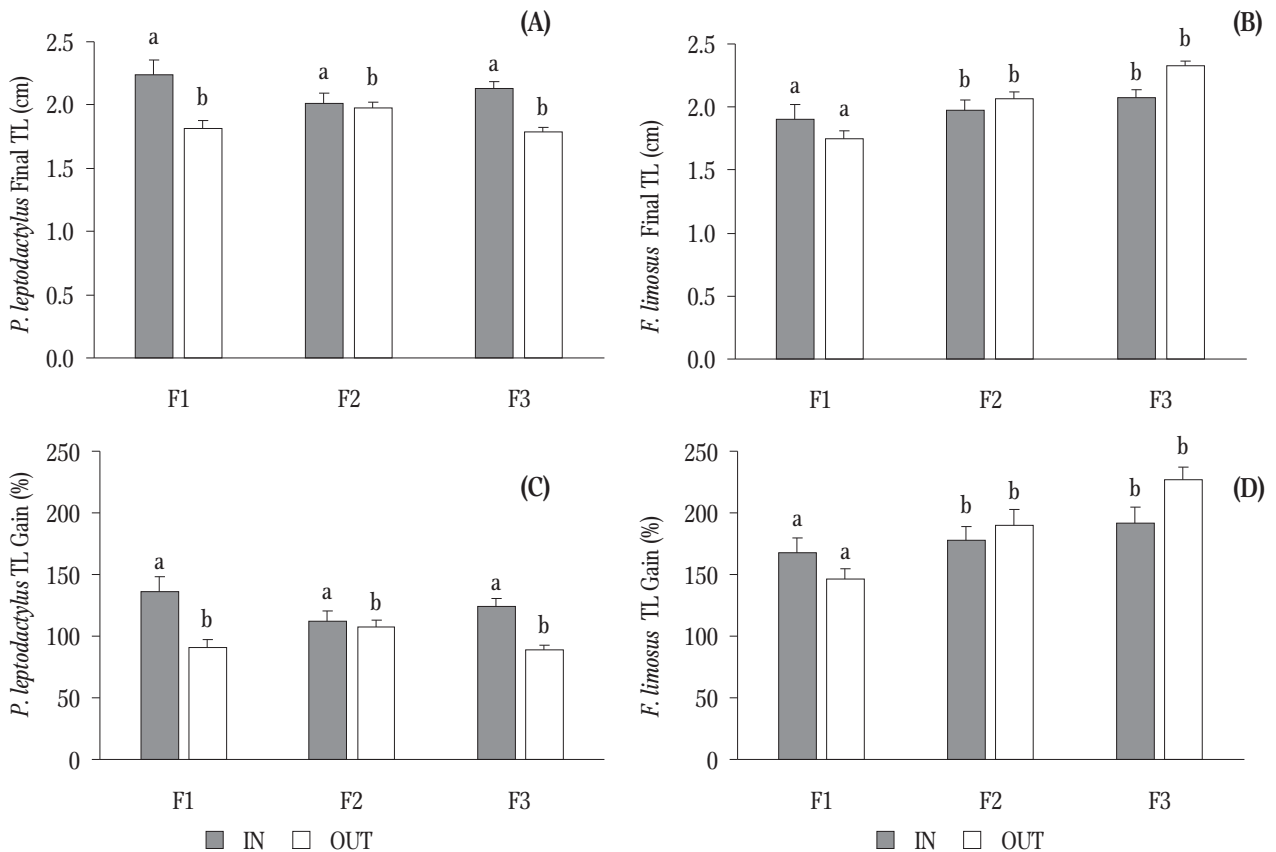 (A)
P. leptodactylus Final TL (cm)
2.5
2.0
1.5
1.0
0.5
0.0
a
b
a
b
a
b
F1
F2
F3
(B)
F. limosus Final TL (cm)
2.5
2.0
1.5
1.0
0.5
0.0
a
a
b
b
b
b
F1
F2
F3
(C)
P. leptodactylus TL Gain (%)
250
200
150
100
50
0
a
b
a
b
a
b
F1
F2
F3
IN OUT
(D)
F. limosus TL Gain (%)
250
200
150
100
50
0
a
a
b
b
b
b
F1
F2
F3
IN OUT